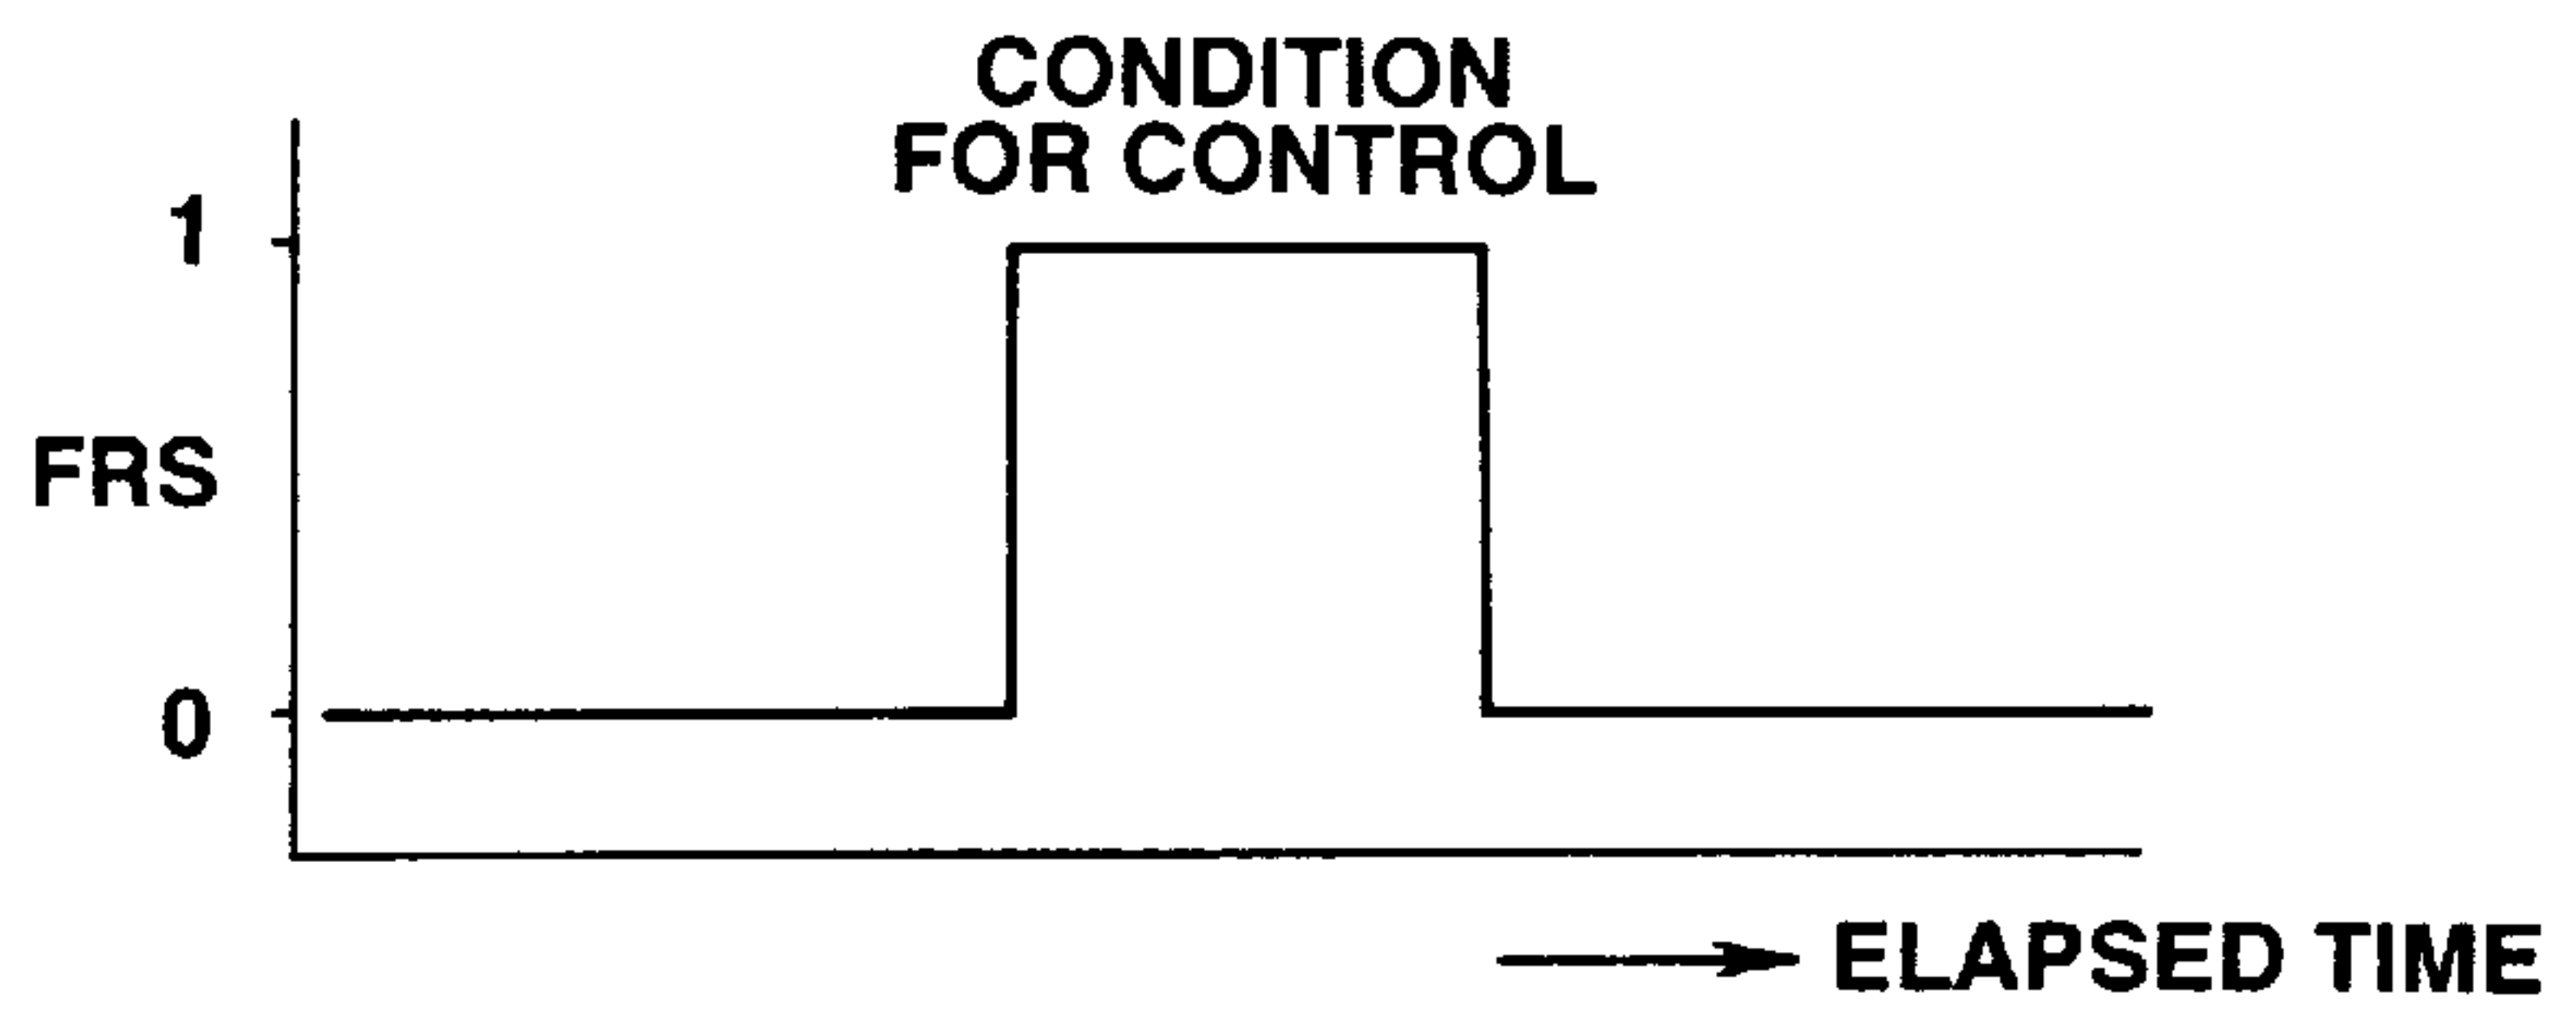 CONDITION
FOR CONTROL
1
FRS
0
ELAPSED TIME